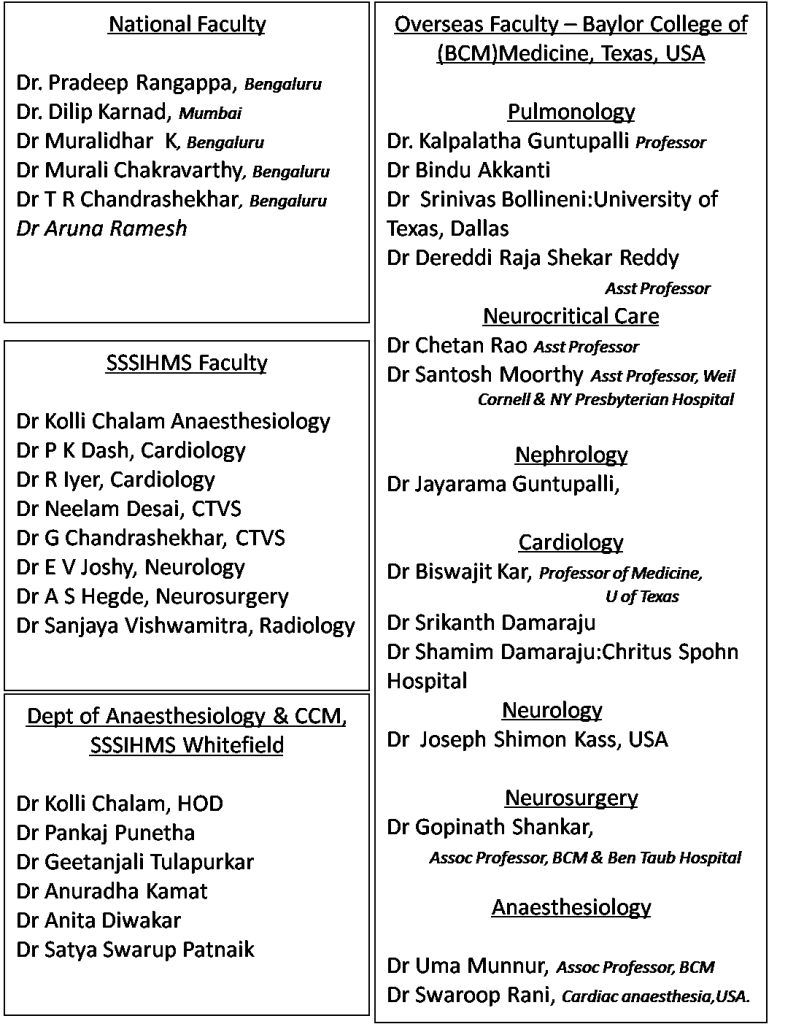 National Faculty
Dr. Pradeep Rangappa, Bengaluru
Dr. Dilip Karnad, Mumbai
Dr Muralidhar K, Bengaluru
Dr Murali Chakravarthy, Bengaluru
Dr T R Chandrashekhar, Bengaluru
Dr Aruna Ramesh
SSSIHMS Faculty
Dr Kolli Chalam Anaesthesiology
Dr P K Dash, Cardiology
Dr R Iyer, Cardiology
Dr Neelam Desai, CTVS
Dr G Chandrashekhar, CTVS
Dr E V Joshy, Neurology
Dr A S Hegde, Neurosurgery
Dr Sanjaya Vishwamitra, Radiology
Dept of Anaesthesiology & CCM,
SSSIHMS Whitefield
Dr Kolli Chalam, HOD
Dr Pankaj Punetha
Dr Geetanjali Tulapurkar
Dr Anuradha Kamat
Dr Anita Diwakar
Dr Satya Swarup Patnaik
Overseas Faculty – Baylor College of
(BCM)Medicine, Texas, USA
Pulmonology
Dr. Kalpalatha Guntupalli Professor
Dr Bindu Akkanti
Dr Srinivas Bollineni:University of
Texas, Dallas
Dr Dereddi Raja Shekar Reddy
Asst Professor
Neurocritical Care
Dr Chetan Rao Asst Professor
Dr Santosh Moorthy Asst Professor, Weil
Cornell & NY Presbyterian Hospital
Nephrology
Dr Jayarama Guntupalli,
Cardiology
Dr Biswajit Kar, Professor of Medicine,
U of Texas
Dr Srikanth Damaraju
Dr Shamim Damaraju:Chritus Spohn
Hospital
Neurology
Dr Joseph Shimon Kass, USA
Neurosurgery
Dr Gopinath Shankar,
Assoc Professor, BCM & Ben Taub Hospital
Anaesthesiology
Dr Uma Munnur, Assoc Professor, BCM
Dr Swaroop Rani, Cardiac anaesthesia,USA.